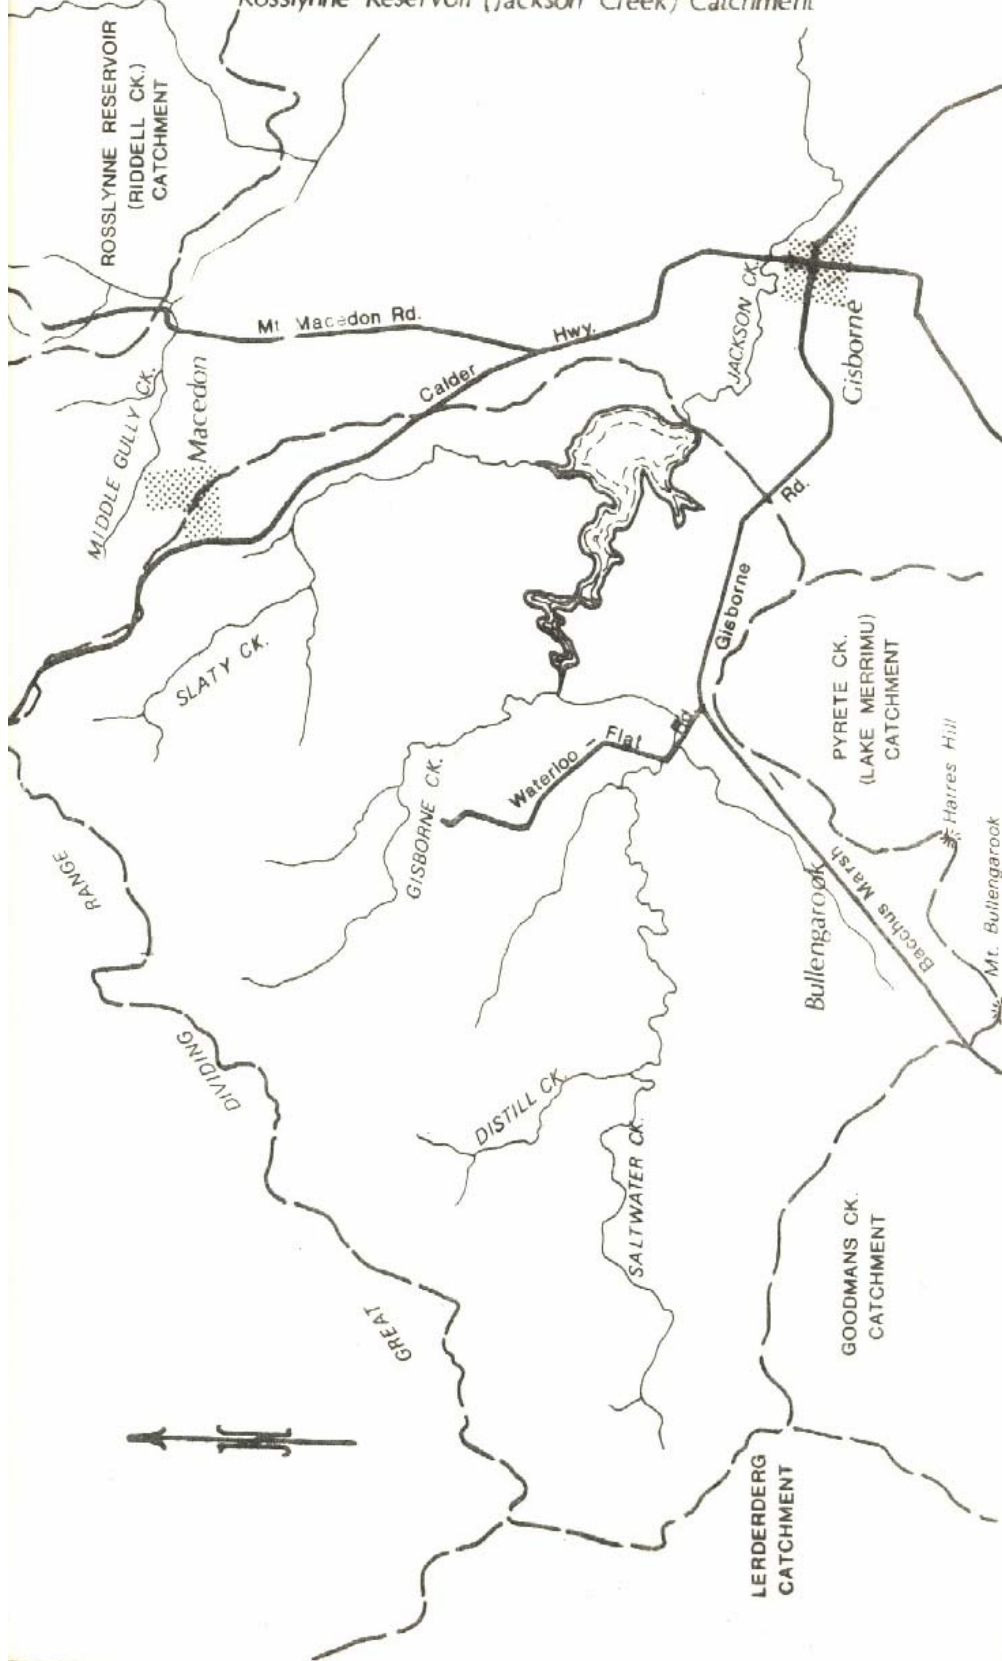 Rosslynne Reservoir (Jackson Creek) Catchment
ROSSLYNNE RESERVOIR
(RIDDELL CK.)
CATCHMENT
MIDDLE GULLY CK.
Macedon
Mt Macedon Rd.
Calder
Hwy.
JACKSON CK.
Gisborne
SLATY CK.
GISBORNE CK.
Waterloo
Flat
Rd.
Gisborne
Rd.
Bacchus Marsh
PYRETE CK.
(LAKE MERRIMU)
CATCHMENT
Harres Hill
Mt. Bullengarook
Bullengarook
GREAT
DIVIDING
RANGE
DISTILL CK.
SALTWATER CK.
GOODMANS CK.
CATCHMENT
LERDERDERG
CATCHMENT
N